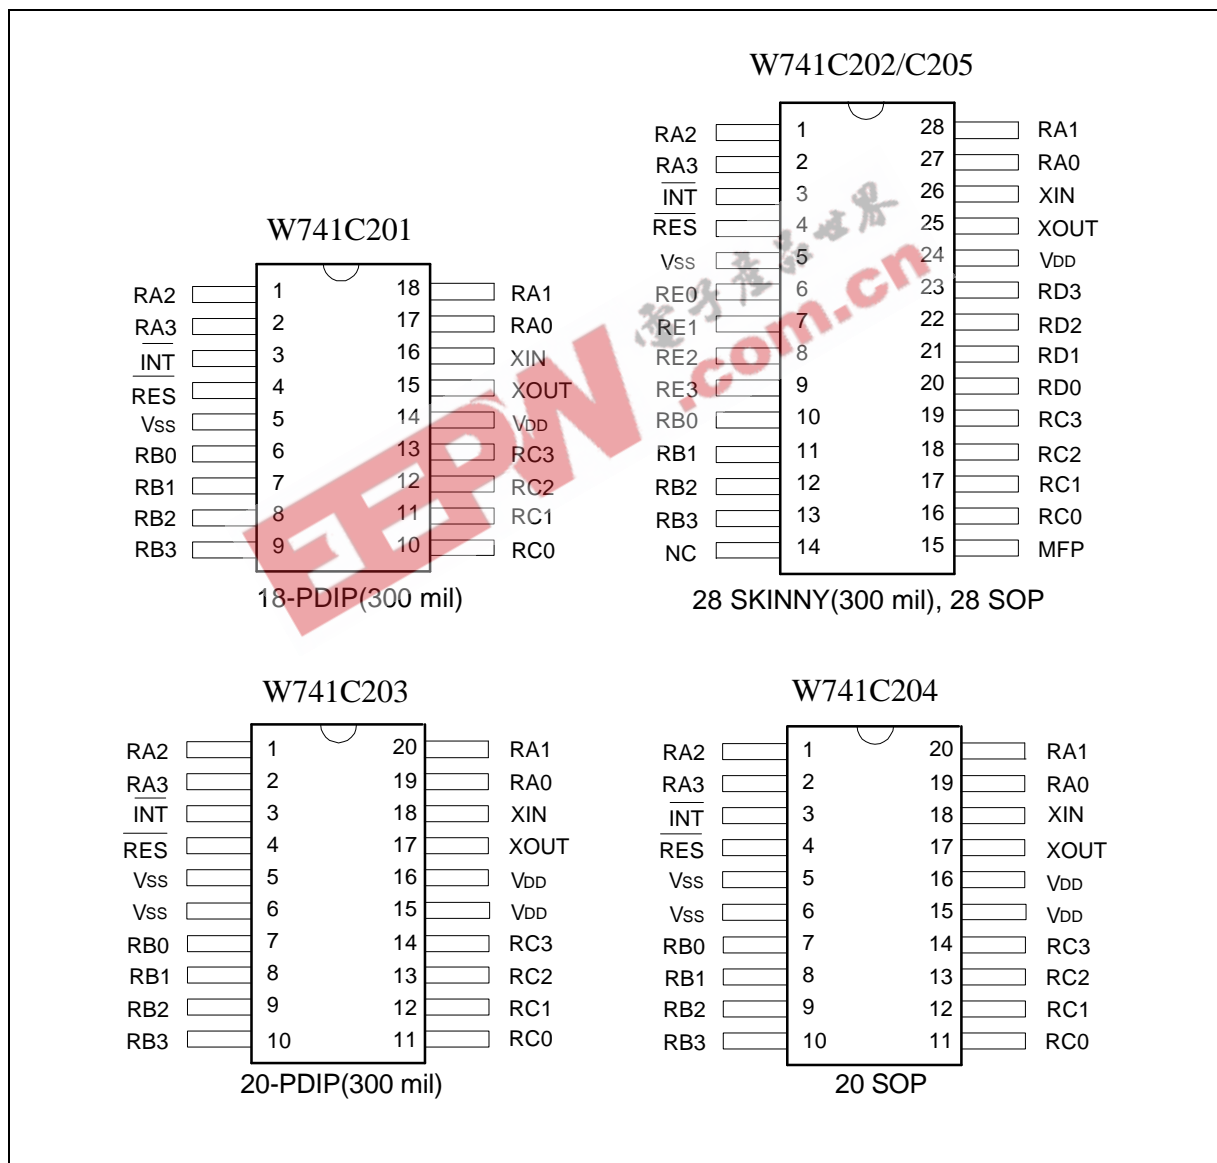 W741C202/C205
RA2 1 28 RA1
RA3 2 27 RA0
INT 3 26 XIN
RES 4 25 XOUT
VSS 5 24 VDD
RE0 6 23 RD3
RE1 7 22 RD2
RE2 8 21 RD1
RE3 9 20 RD0
RB0 10 19 RC3
RB1 11 18 RC2
RB2 12 17 RC1
RB3 13 16 RC0
NC 14 15 MFP
28 SKINNY(300 mil), 28 SOP
W741C201
RA2 1 18 RA1
RA3 2 17 RA0
INT 3 16 XIN
RES 4 15 XOUT
VSS 5 14 VDD
RB0 6 13 RC3
RB1 7 12 RC2
RB2 8 11 RC1
RB3 9 10 RC0
18-PDIP(300 mil)
EEPW
電子產品世界
.com.cn
W741C203
RA2 1 20 RA1
RA3 2 19 RA0
INT 3 18 XIN
RES 4 17 XOUT
VSS 5 16 VDD
VSS 6 15 VDD
RB0 7 14 RC3
RB1 8 13 RC2
RB2 9 12 RC1
RB3 10 11 RC0
20-PDIP(300 mil)
W741C204
RA2 1 20 RA1
RA3 2 19 RA0
INT 3 18 XIN
RES 4 17 XOUT
VSS 5 16 VDD
VSS 6 15 VDD
RB0 7 14 RC3
RB1 8 13 RC2
RB2 9 12 RC1
RB3 10 11 RC0
20 SOP